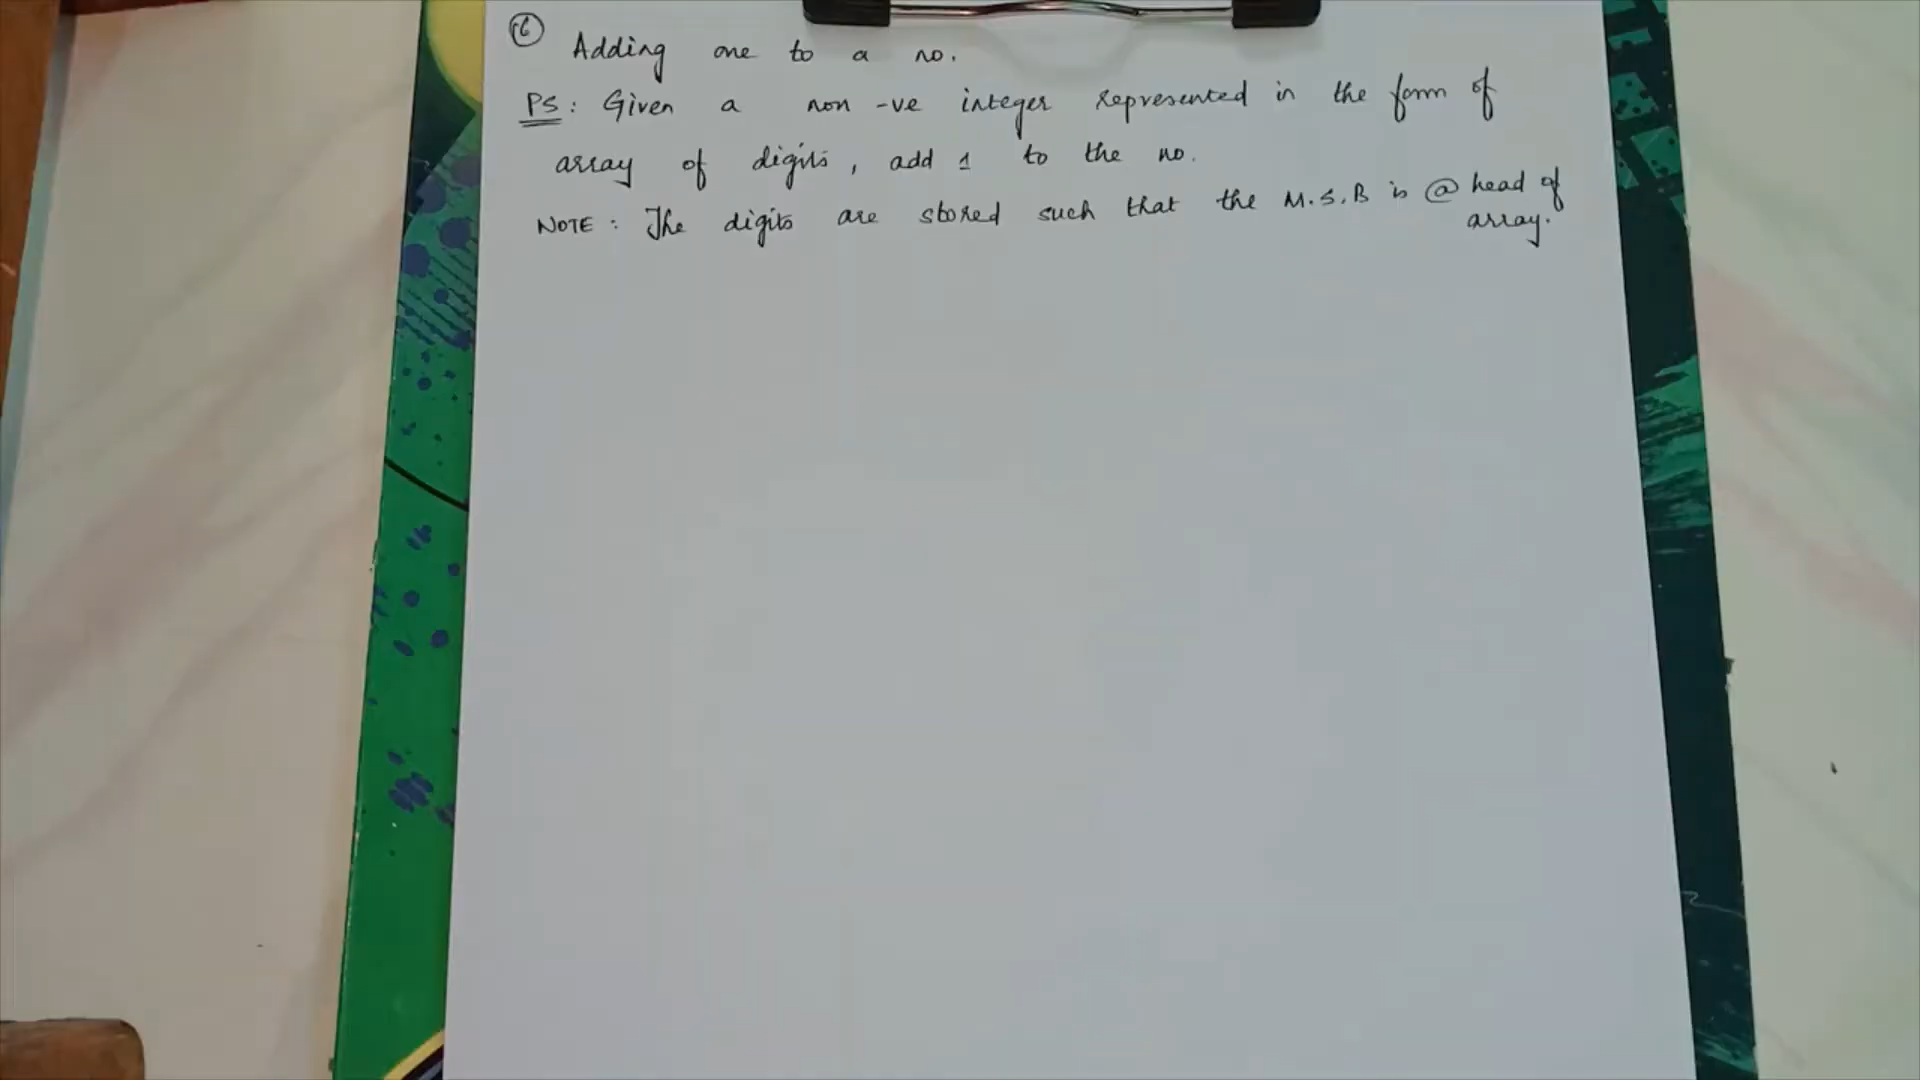 16
Adding one to a no.
PS: Given a non -ve integer represented in the form of
array of digits, add 1 to the no.
NOTE: The digits are stored such that the M.S.B is @ head of
array.